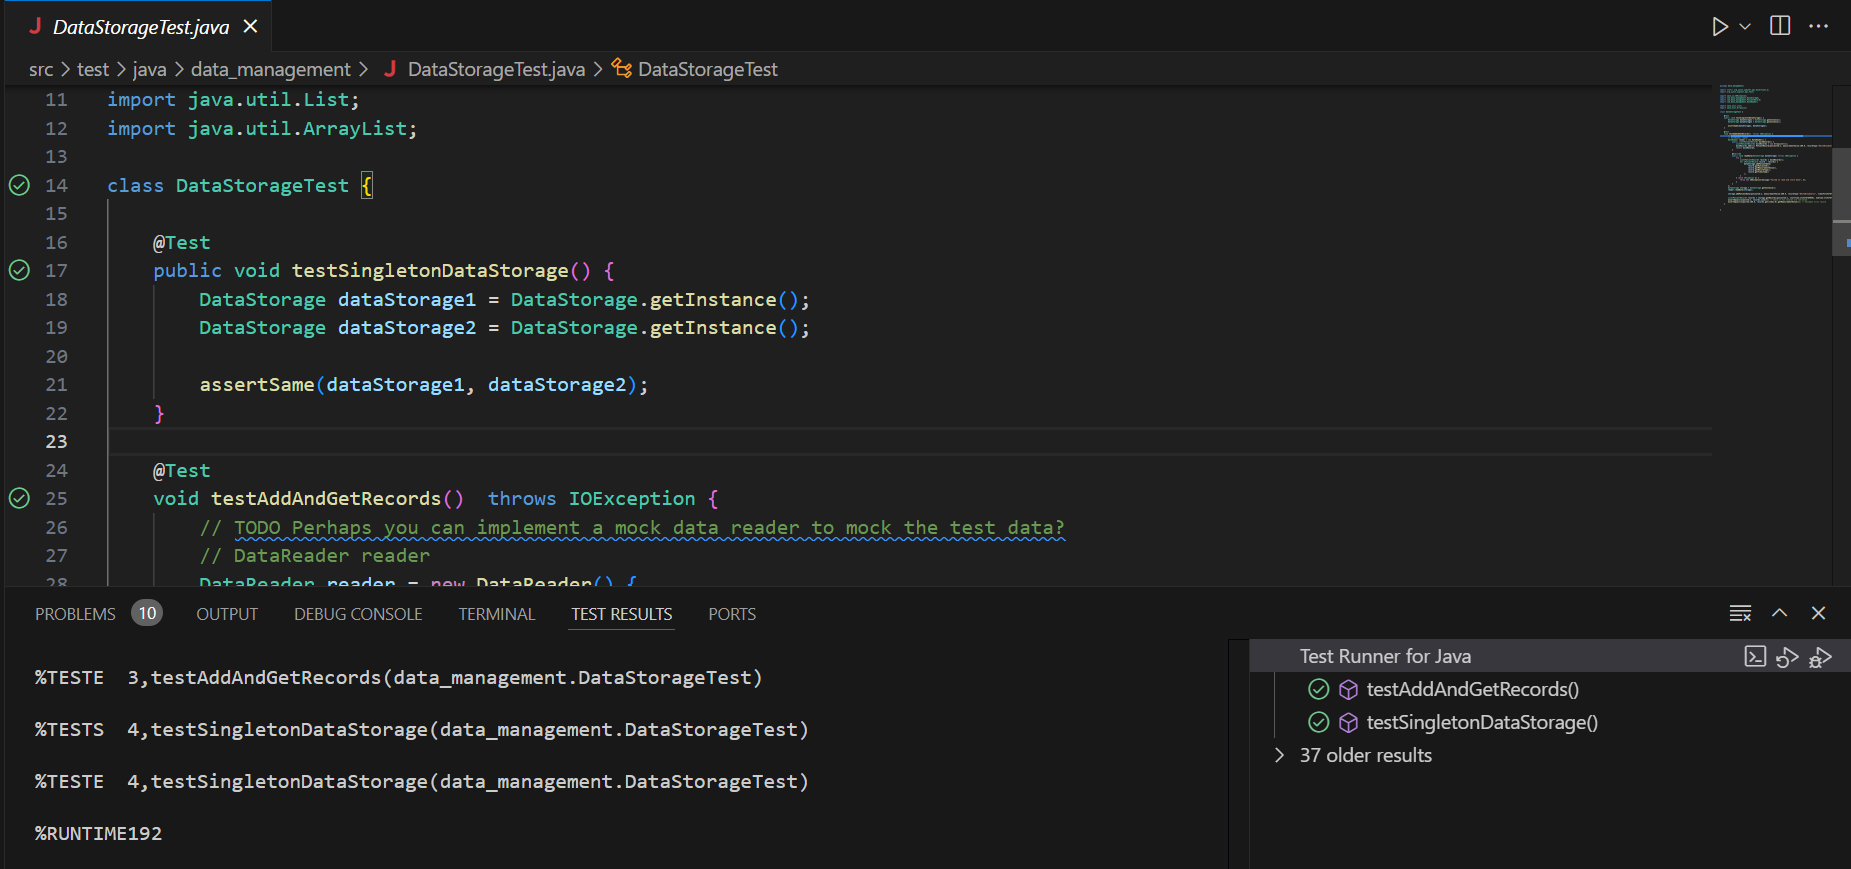 J DataStorageTest.java
src > test > java > data_management > J DataStorageTest.java > DataStorageTest
11 import java.util.List;
12 import java.util.ArrayList;
13
14 class DataStorageTest {
15
16 @Test
17 public void testSingletonDataStorage() {
18 DataStorage dataStorage1 = DataStorage.getInstance();
19 DataStorage dataStorage2 = DataStorage.getInstance();
20
21 assertSame(dataStorage1, dataStorage2);
22 }
23
24 @Test
25 void testAddAndGetRecords()  throws IOException {
26 // TODO Perhaps you can implement a mock data reader to mock the test data?
27 // DataReader reader
28 DataReader reader = new DataReader() {
PROBLEMS 10 OUTPUT DEBUG CONSOLE TERMINAL TEST RESULTS PORTS
%TESTE  3,testAddAndGetRecords(data_management.DataStorageTest)
%TESTS  4,testSingletonDataStorage(data_management.DataStorageTest)
%TESTE  4,testSingletonDataStorage(data_management.DataStorageTest)
%RUNTIME192
Test Runner for Java
testAddAndGetRecords()
testSingletonDataStorage()
37 older results